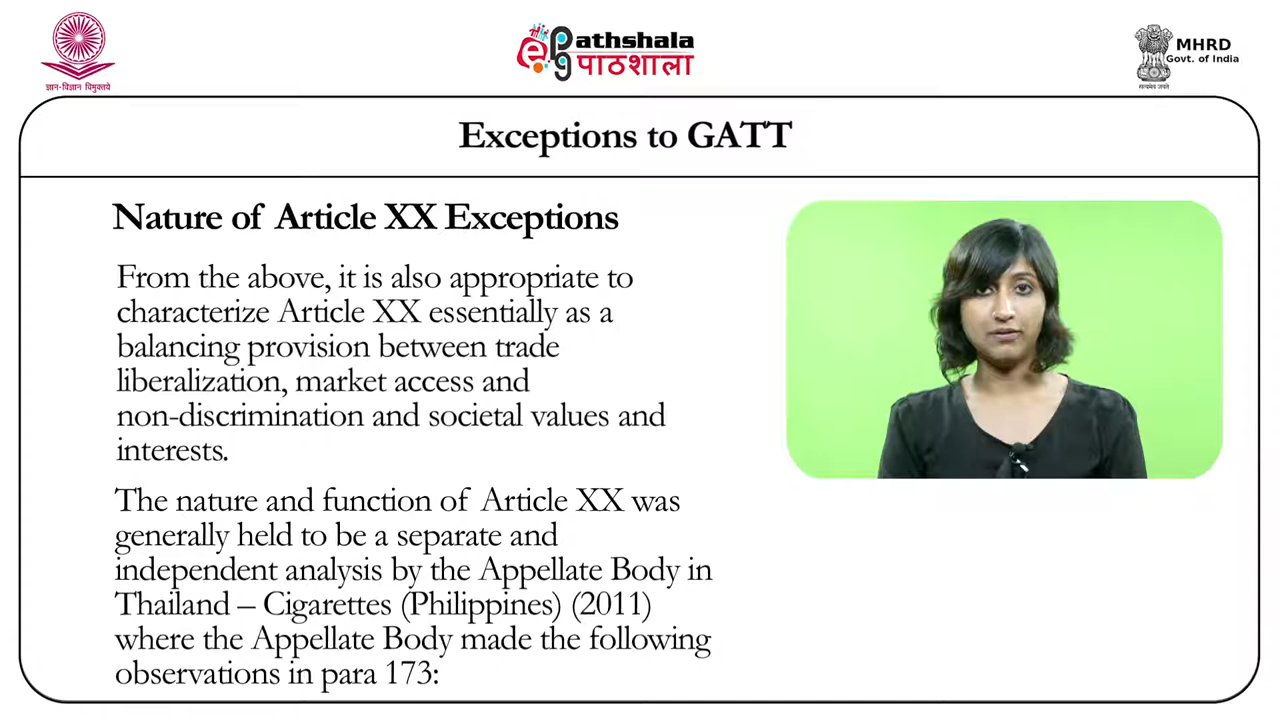 ज्ञान-विज्ञान विमुक्तये
epg Pathshala
पाठशाला
MHRD
Govt. of India
सत्यमेव जयते
Exceptions to GATT
Nature of Article XX Exceptions
From the above, it is also appropriate to
characterize Article XX essentially as a
balancing provision between trade
liberalization, market access and
non-discrimination and societal values and
interests.
The nature and function of Article XX was
generally held to be a separate and
independent analysis by the Appellate Body in
Thailand – Cigarettes (Philippines) (2011)
where the Appellate Body made the following
observations in para 173: